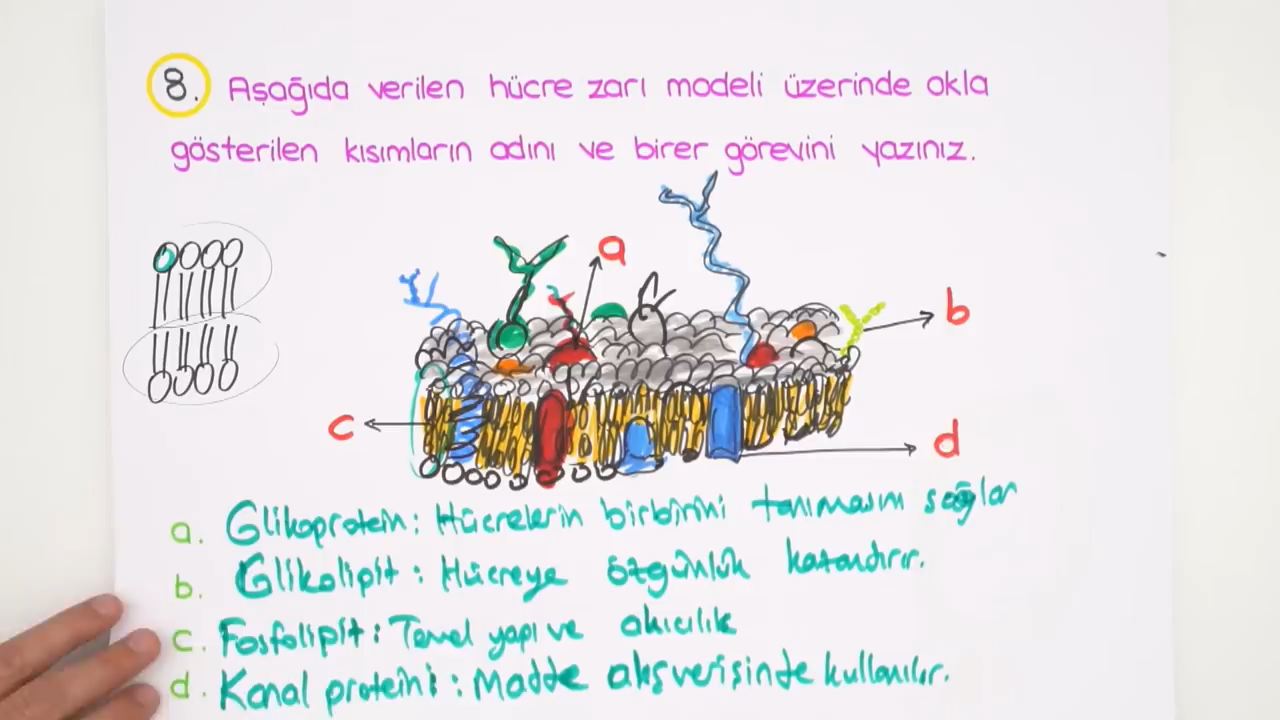 8. Aşağıda verilen hücre zarı modeli üzerinde okla
gösterilen kısımların adını ve birer görevini yazınız.
a
b
c
d
a. Glikoprotein: Hücrelerin birbirini tanımasını sağlar
b. Glikolipit: Hücreye özgünlük kazandırır.
c. Fosfolipit: Temel yapı ve akıcılık
d. Kanal proteini: Madde alışverişinde kullanılır.